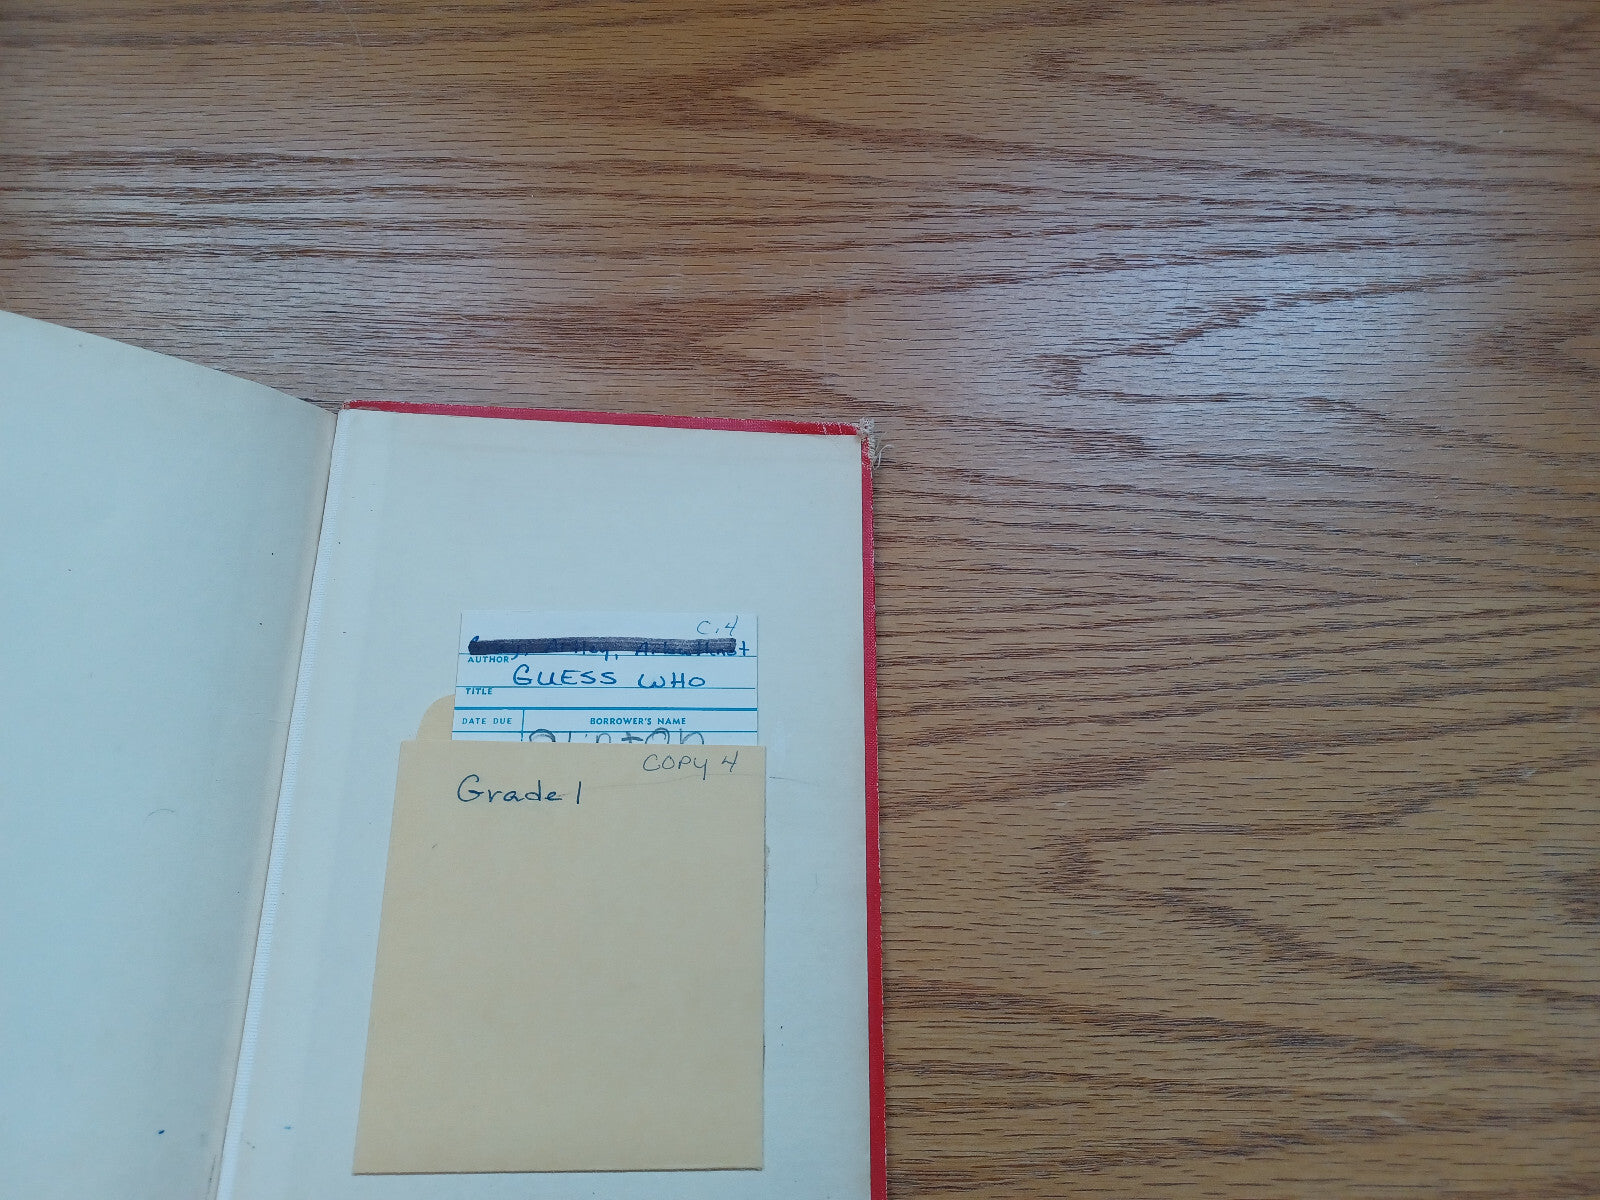 C.4
AUTHOR
GUESS WHO
TITLE
DATE DUE BORROWER'S NAME
COPY 4
Grade 1